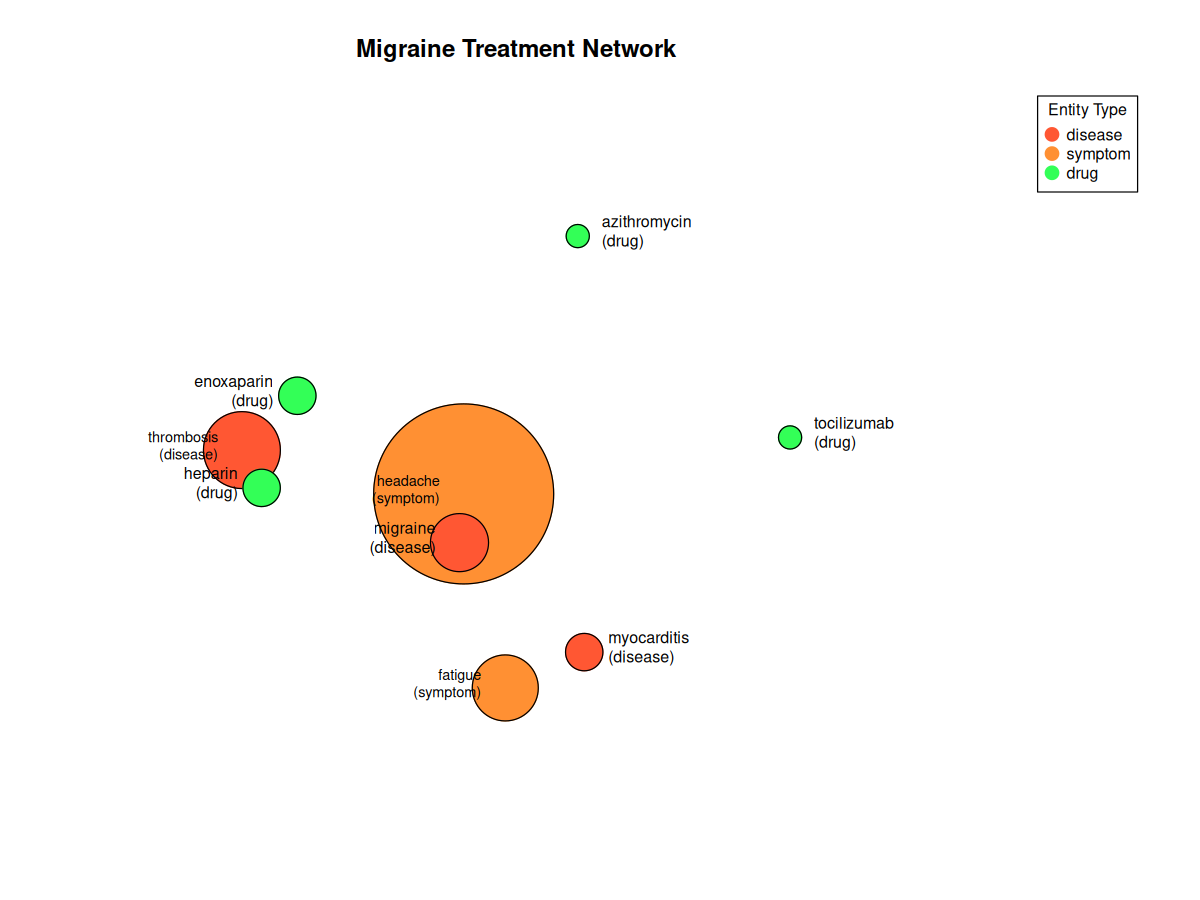 Migraine Treatment Network
Entity Type
disease
symptom
drug
azithromycin
(drug)
enoxaparin
(drug)
thrombosis
(disease)
heparin
(drug)
tocilizumab
(drug)
headache
(symptom)
migraine
(disease)
myocarditis
(disease)
fatigue
(symptom)